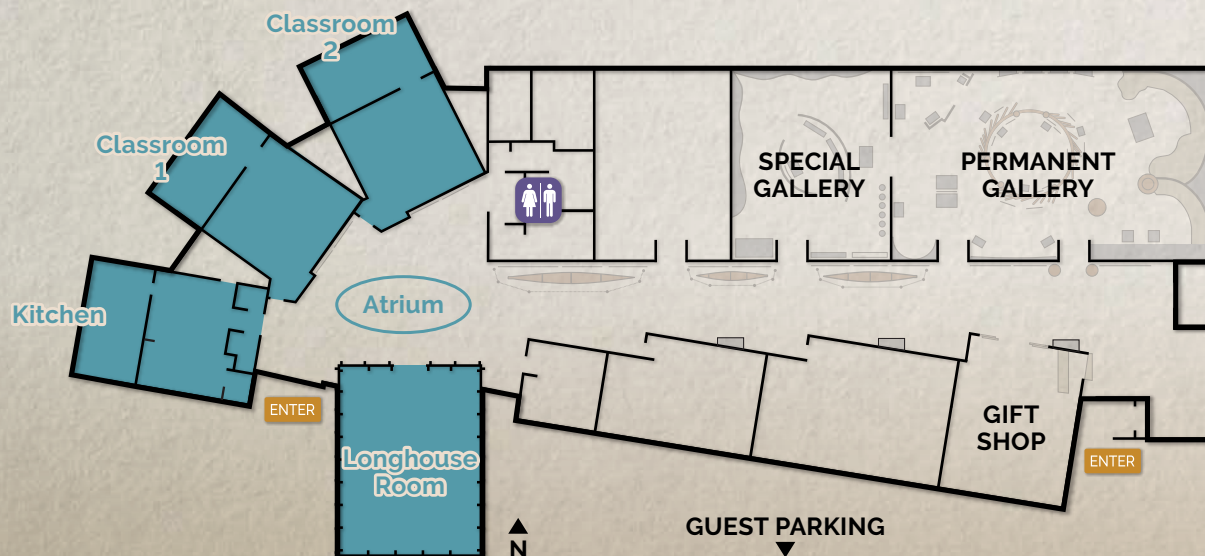 Classroom
2
Classroom
1
SPECIAL
GALLERY
PERMANENT
GALLERY
Kitchen
Atrium
ENTER
GIFT
SHOP
Longhouse
Room
ENTER
N
GUEST PARKING